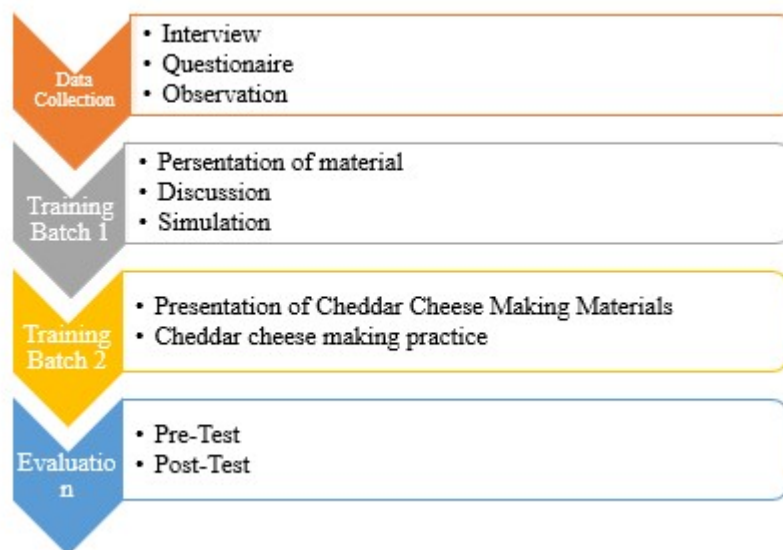 Data
Collection
• Interview
• Questionaire
• Observation
Training
Batch 1
• Persentation of material
• Discussion
• Simulation
Training
Batch 2
• Presentation of Cheddar Cheese Making Materials
• Cheddar cheese making practice
Evaluatio
n
• Pre-Test
• Post-Test